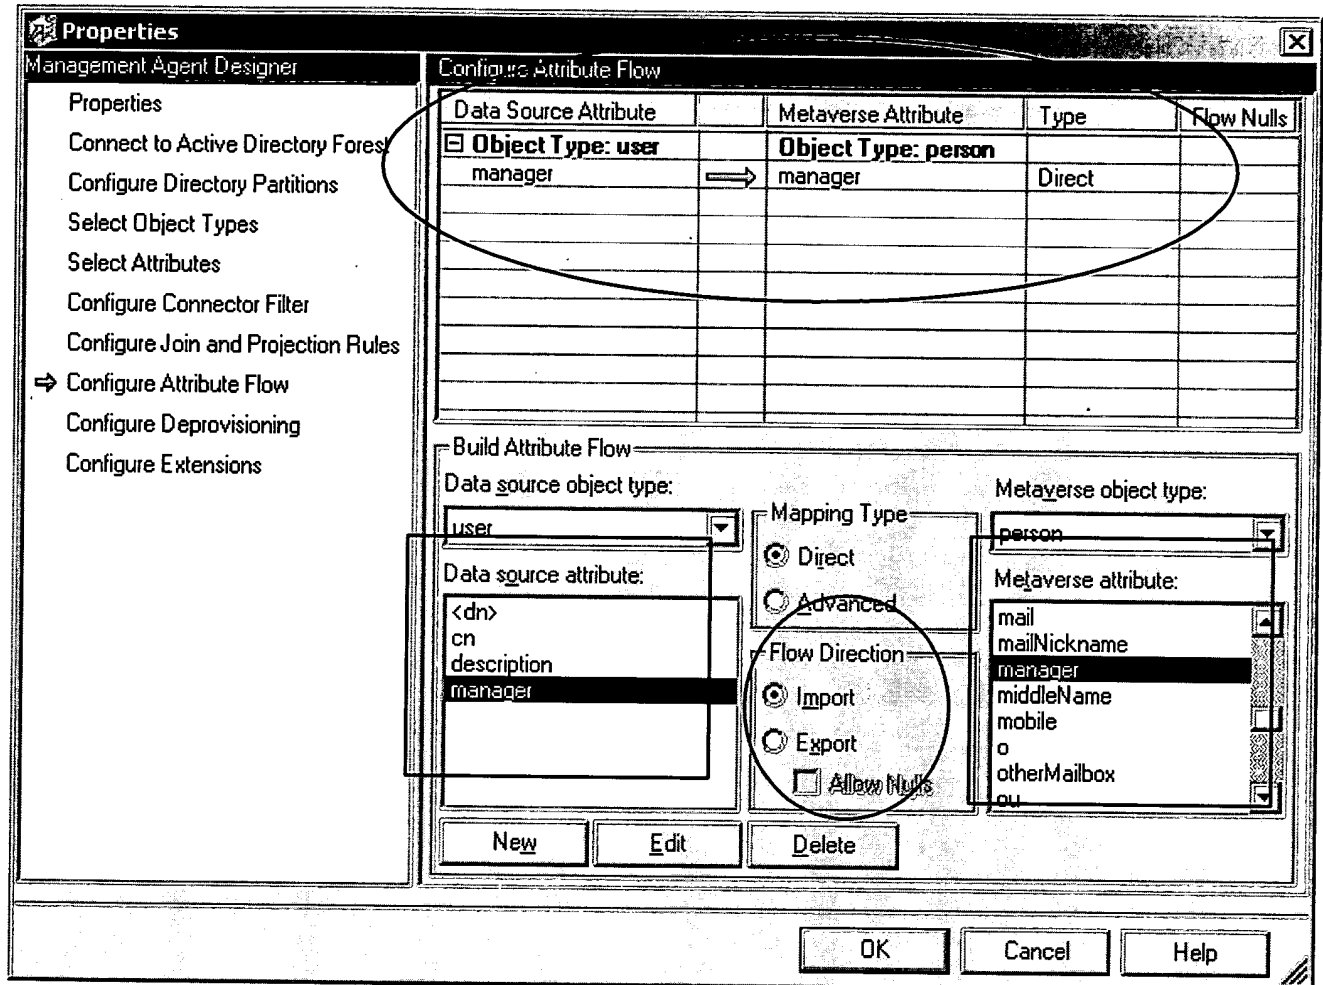 Properties
Management Agent Designer
Properties
Connect to Active Directory Forest
Configure Directory Partitions
Select Object Types
Select Attributes
Configure Connector Filter
Configure Join and Projection Rules
Configure Attribute Flow
Configure Deprovisioning
Configure Extensions
Configure Attribute Flow
Data Source Attribute Metaverse Attribute Type Flow Nulls
Object Type: user Object Type: person
manager manager Direct
Build Attribute Flow
Data source object type:
user
Data source attribute:
<dn>
cn
description
manager
Mapping Type
Direct
Advanced
Flow Direction
Import
Export
Allow Nulls
Metaverse object type:
person
Metaverse attribute:
mail
mailNickname
manager
middleName
mobile
o
otherMailbox
ou
New Edit Delete
OK Cancel Help